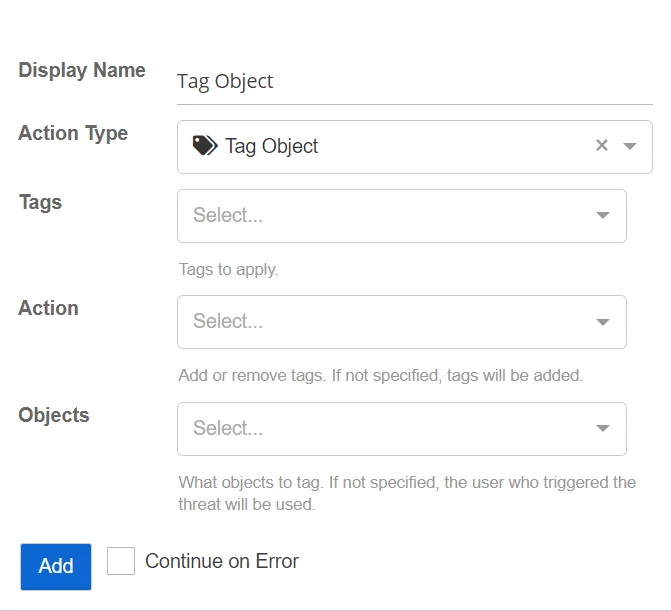 Display Name
Tag Object
Action Type
Tag Object
Tags
Select...
Tags to apply.
Action
Select...
Add or remove tags. If not specified, tags will be added.
Objects
Select...
What objects to tag. If not specified, the user who triggered the
threat will be used.
Add
Continue on Error